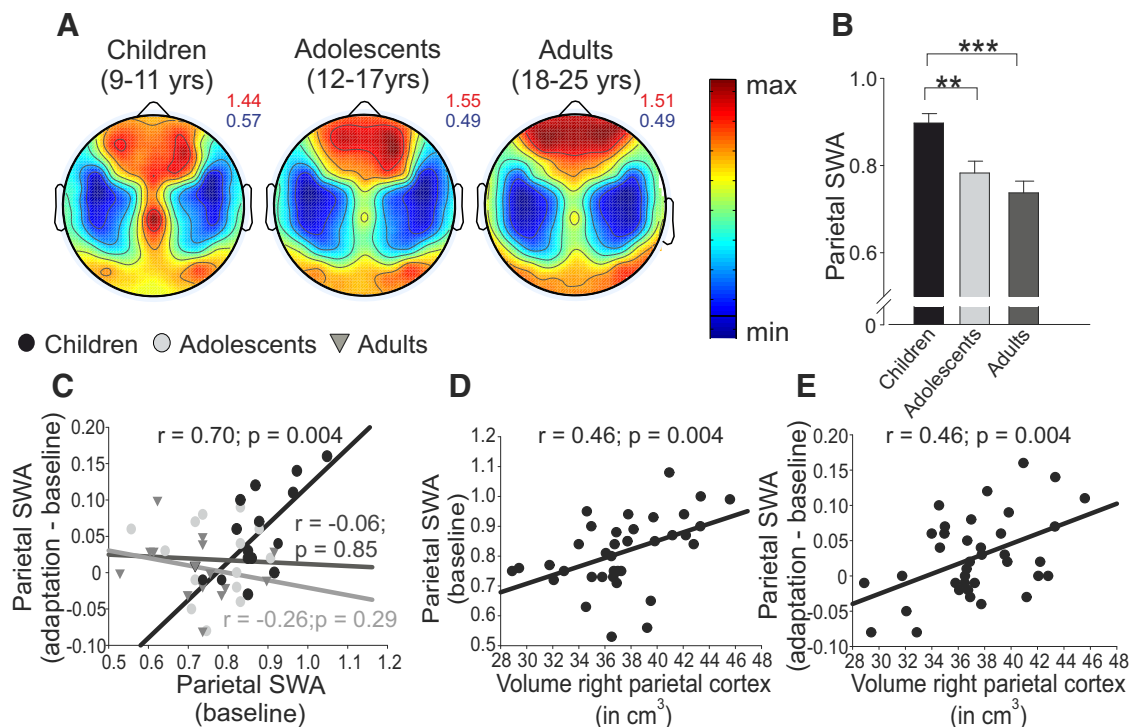 A
Children
(9-11 yrs)
1.44
0.57
Adolescents
(12-17yrs)
1.55
0.49
Adults
(18-25 yrs)
1.51
0.49
max
min
B
Parietal SWA
1.0
0.8
0.6
0
**
***
Children
Adolescents
Adults
Children Adolescents Adults
C
Parietal SWA
(adaptation - baseline)
0.20
0.15
0.10
0.05
0
-0.05
-0.10
r = 0.70; p = 0.004
r = -0.06;
p = 0.85
r = -0.26;p = 0.29
0.5 0.6 0.7 0.8 0.9 1.0 1.1 1.2
Parietal SWA
(baseline)
D
Parietal SWA
(baseline)
1.2
1.1
1.0
0.9
0.8
0.7
0.6
0.5
r = 0.46; p = 0.004
28 30 32 34 36 38 40 42 44 46 48
Volume right parietal cortex
(in cm³)
E
Parietal SWA
(adaptation - baseline)
0.20
0.15
0.10
0.05
0
-0.05
-0.10
r = 0.46; p = 0.004
28 30 32 34 36 38 40 42 44 46 48
Volume right parietal cortex
(in cm³)